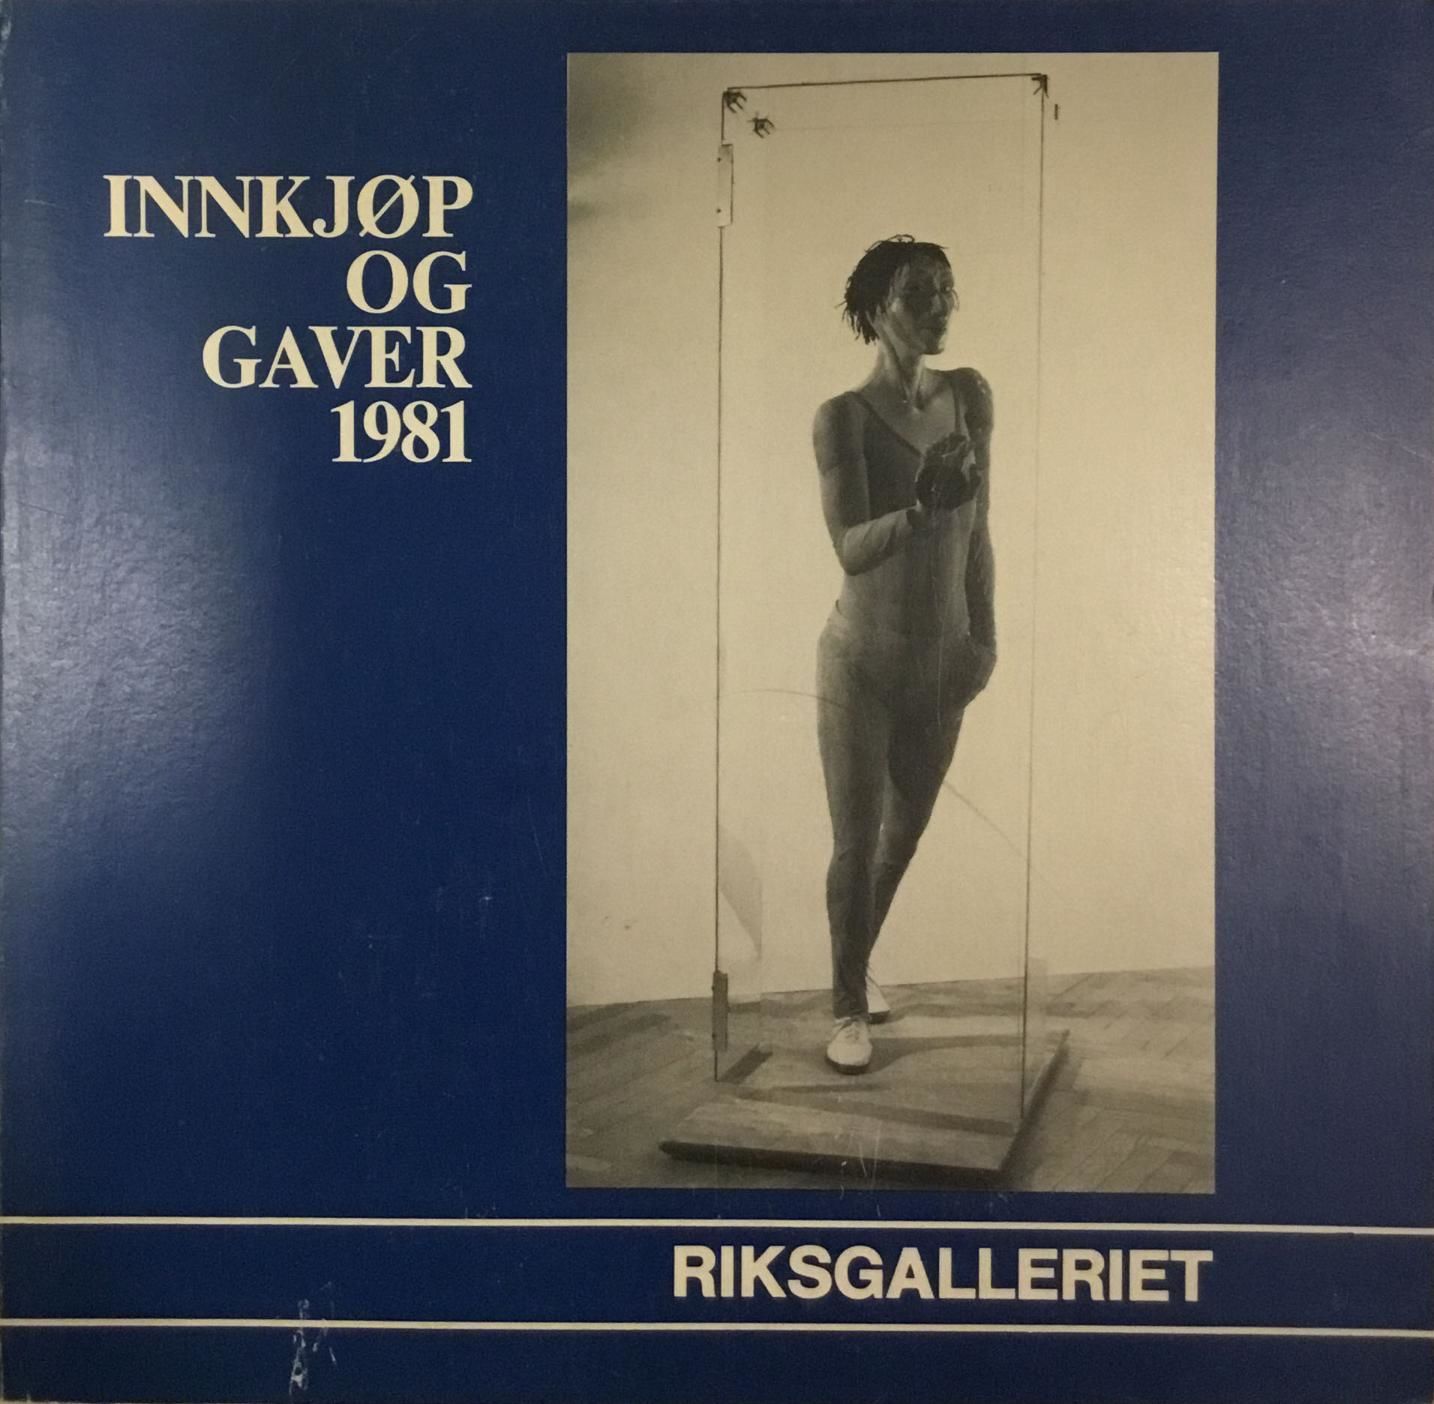 INNKJØP
OG
GAVER
1981
RIKSGALLERIET